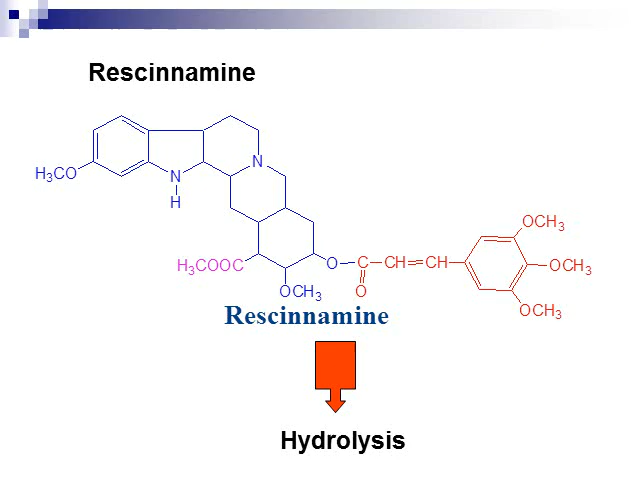 Rescinnamine
H₃CO
N
H
N
H₃COOC
OCH₃
O
C
O
CH=CH
OCH₃
OCH₃
OCH₃
Rescinnamine
Hydrolysis